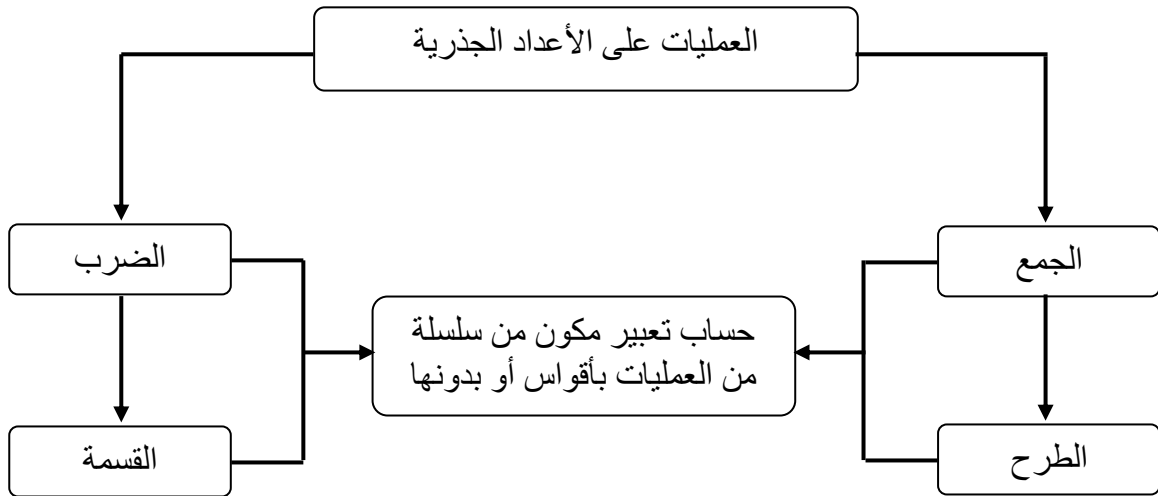 العمليات على الأعداد الجذرية
الجمع
الضرب
حساب تعبير مكون من سلسلة
من العمليات بأقواس أو بدونها
الطرح
القسمة